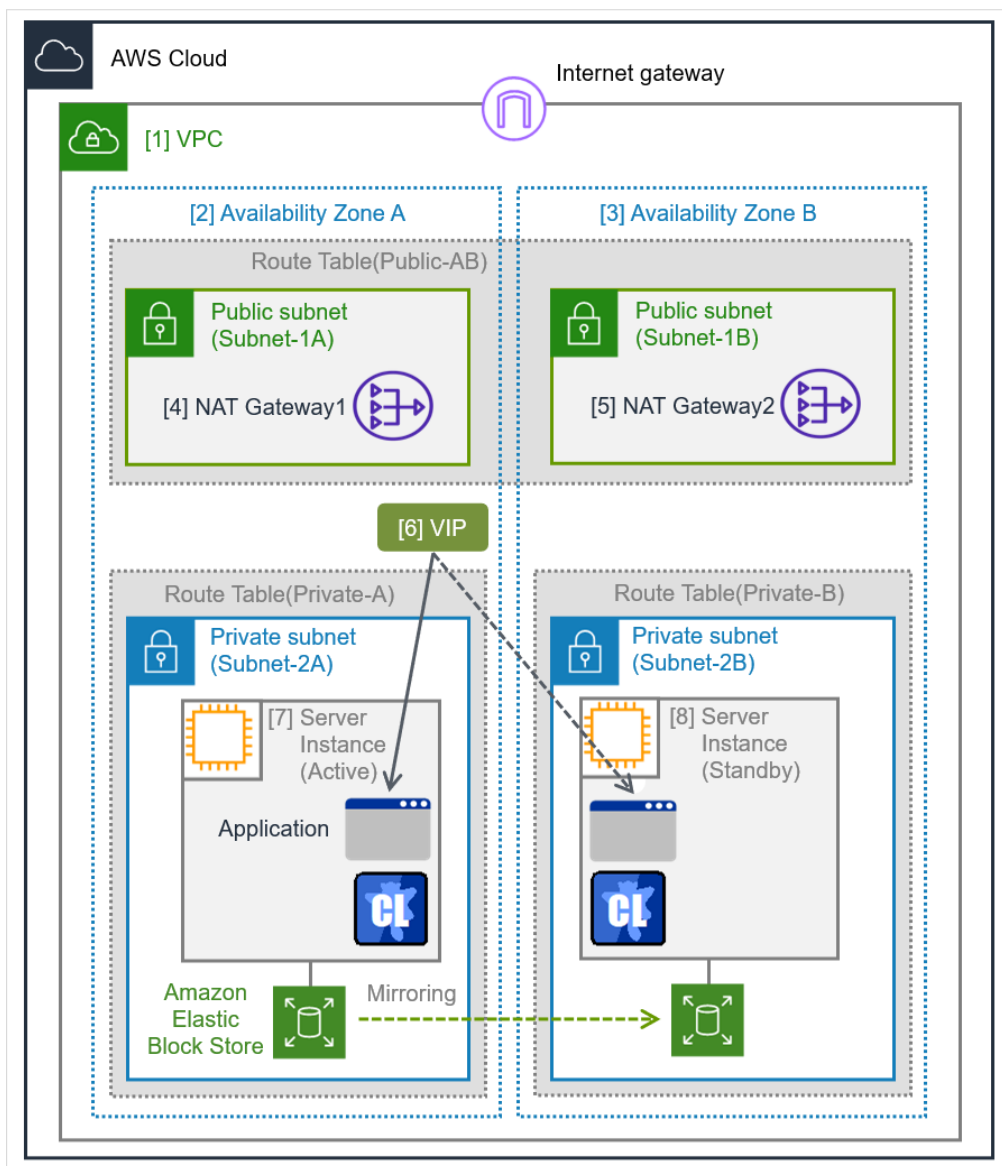 AWS Cloud
Internet gateway
[1] VPC
[2] Availability Zone A
[3] Availability Zone B
Route Table(Public-AB)
Public subnet
(Subnet-1A)
Public subnet
(Subnet-1B)
[4] NAT Gateway1
[5] NAT Gateway2
[6] VIP
Route Table(Private-A)
Route Table(Private-B)
Private subnet
(Subnet-2A)
Private subnet
(Subnet-2B)
[7] Server
Instance
(Active)
[8] Server
Instance
(Standby)
Application
CL
CL
Amazon
Elastic
Block Store
Mirroring